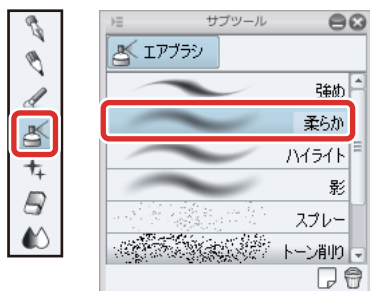 サブツール
エアブラシ
強め
柔らか
ハイライト
影
スプレー
トーン削り